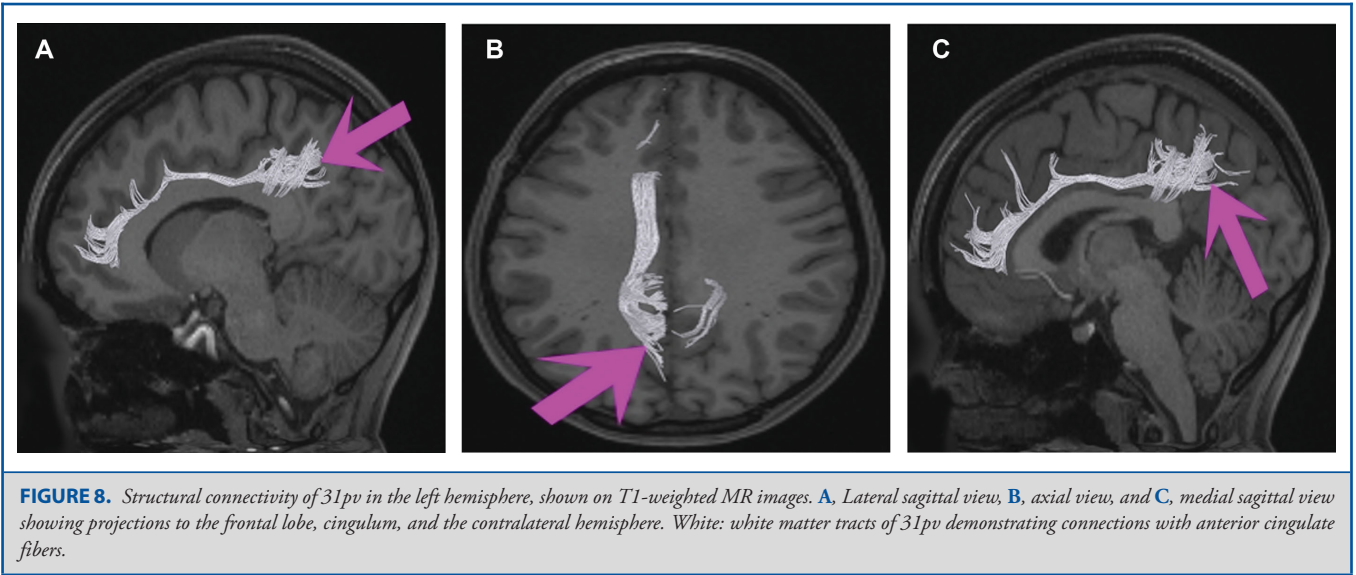 A
B
C
FIGURE 8. Structural connectivity of 31pv in the left hemisphere, shown on T1-weighted MR images. A, Lateral sagittal view, B, axial view, and C, medial sagittal view
showing projections to the frontal lobe, cingulum, and the contralateral hemisphere. White: white matter tracts of 31pv demonstrating connections with anterior cingulate
fibers.